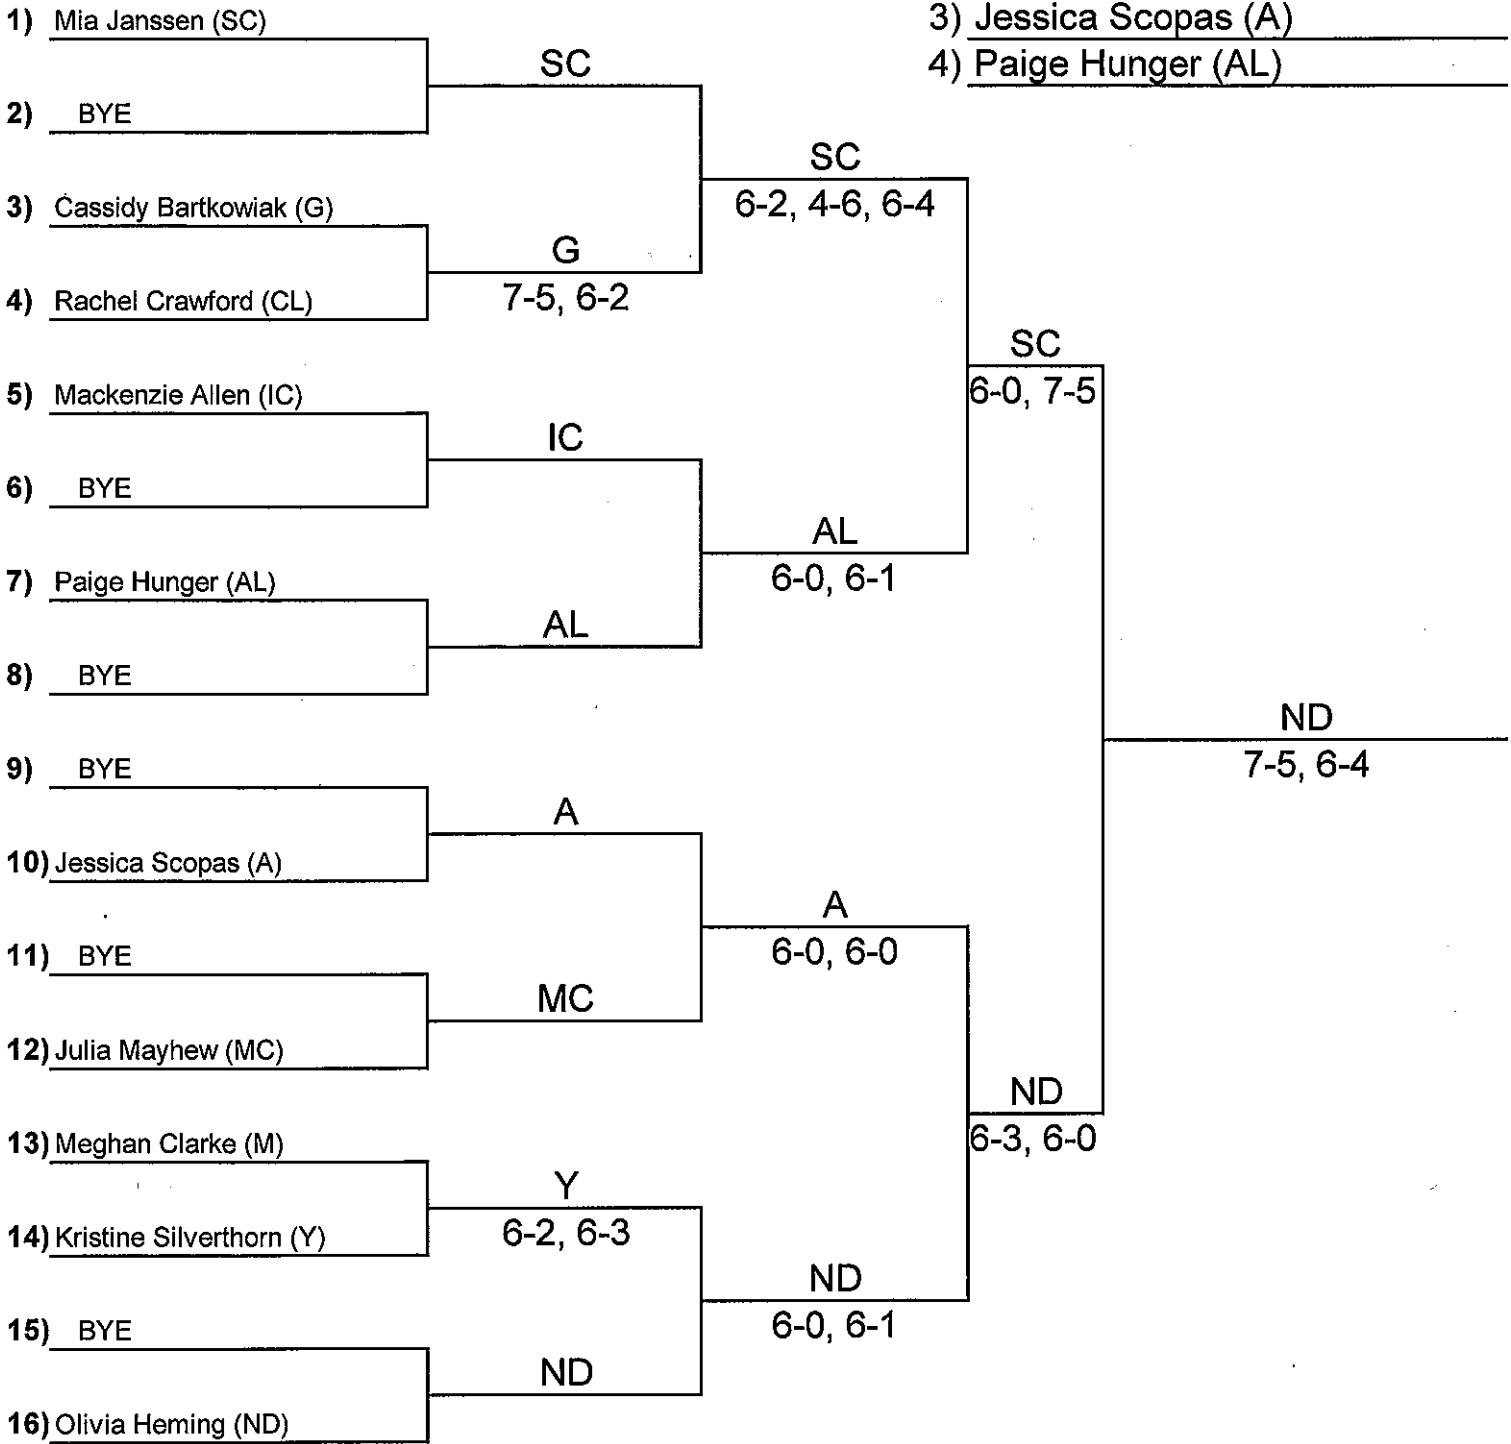 1) Mia Janssen (SC)
3) Jessica Scopas (A)
SC
4) Paige Hunger (AL)
2) BYE
SC
6-2, 4-6, 6-4
3) Cassidy Bartkowiak (G)
G
7-5, 6-2
4) Rachel Crawford (CL)
SC
6-0, 7-5
5) Mackenzie Allen (IC)
IC
6) BYE
AL
6-0, 6-1
7) Paige Hunger (AL)
AL
8) BYE
ND
7-5, 6-4
9) BYE
A
10) Jessica Scopas (A)
A
6-0, 6-0
11) BYE
MC
12) Julia Mayhew (MC)
ND
6-3, 6-0
13) Meghan Clarke (M)
Y
6-2, 6-3
14) Kristine Silverthorn (Y)
ND
6-0, 6-1
15) BYE
ND
16) Olivia Heming (ND)